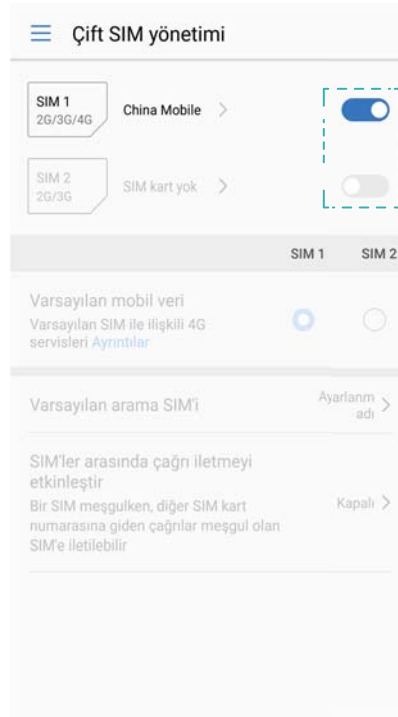 Çift SIM yönetimi
SIM 1
2G/3G/4G
China Mobile
SIM 2
2G/3G
SIM kart yok
SIM 1 SIM 2
Varsayılan mobil veri
Varsayılan SIM ile ilişkili 4G
servisleri Ayrıntılar
Varsayılan arama SIM'i
Ayarlanm
adı
SIM'ler arasında çağrı iletmeyi
etkinleştir
Bir SIM meşgulken, diğer SIM kart
numarasına giden çağrılar meşgul olan
SIM'e iletilebilir
Kapalı